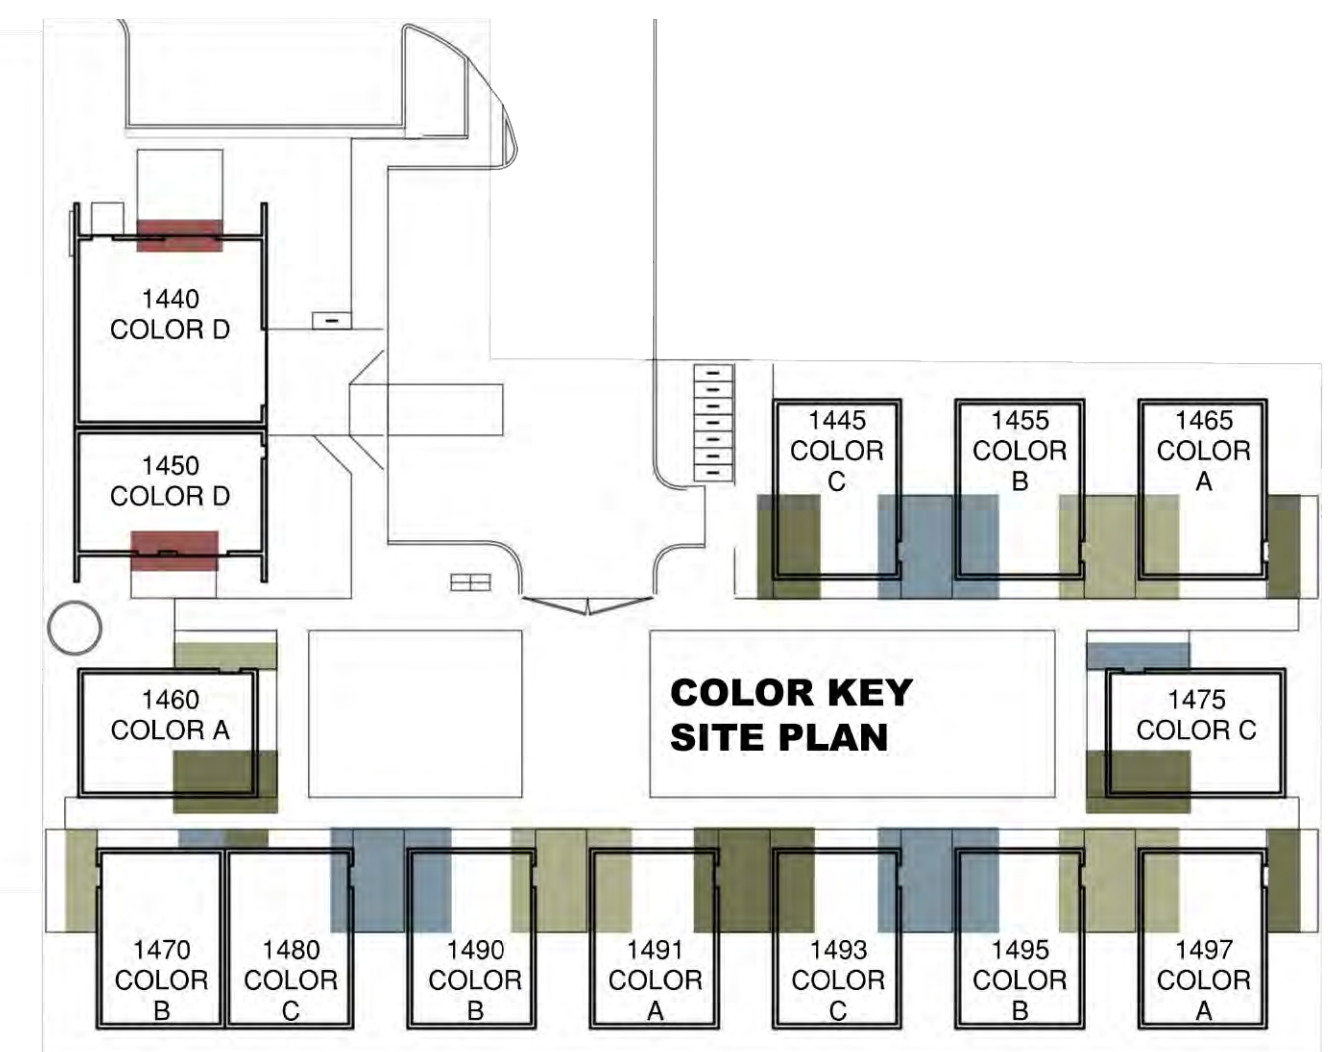 1440
COLOR D
1450
COLOR D
1445
COLOR
C
1455
COLOR
B
1465
COLOR
A
COLOR KEY
SITE PLAN
1460
COLOR A
1475
COLOR C
1470
COLOR
B
1480
COLOR
C
1490
COLOR
B
1491
COLOR
A
1493
COLOR
C
1495
COLOR
B
1497
COLOR
A